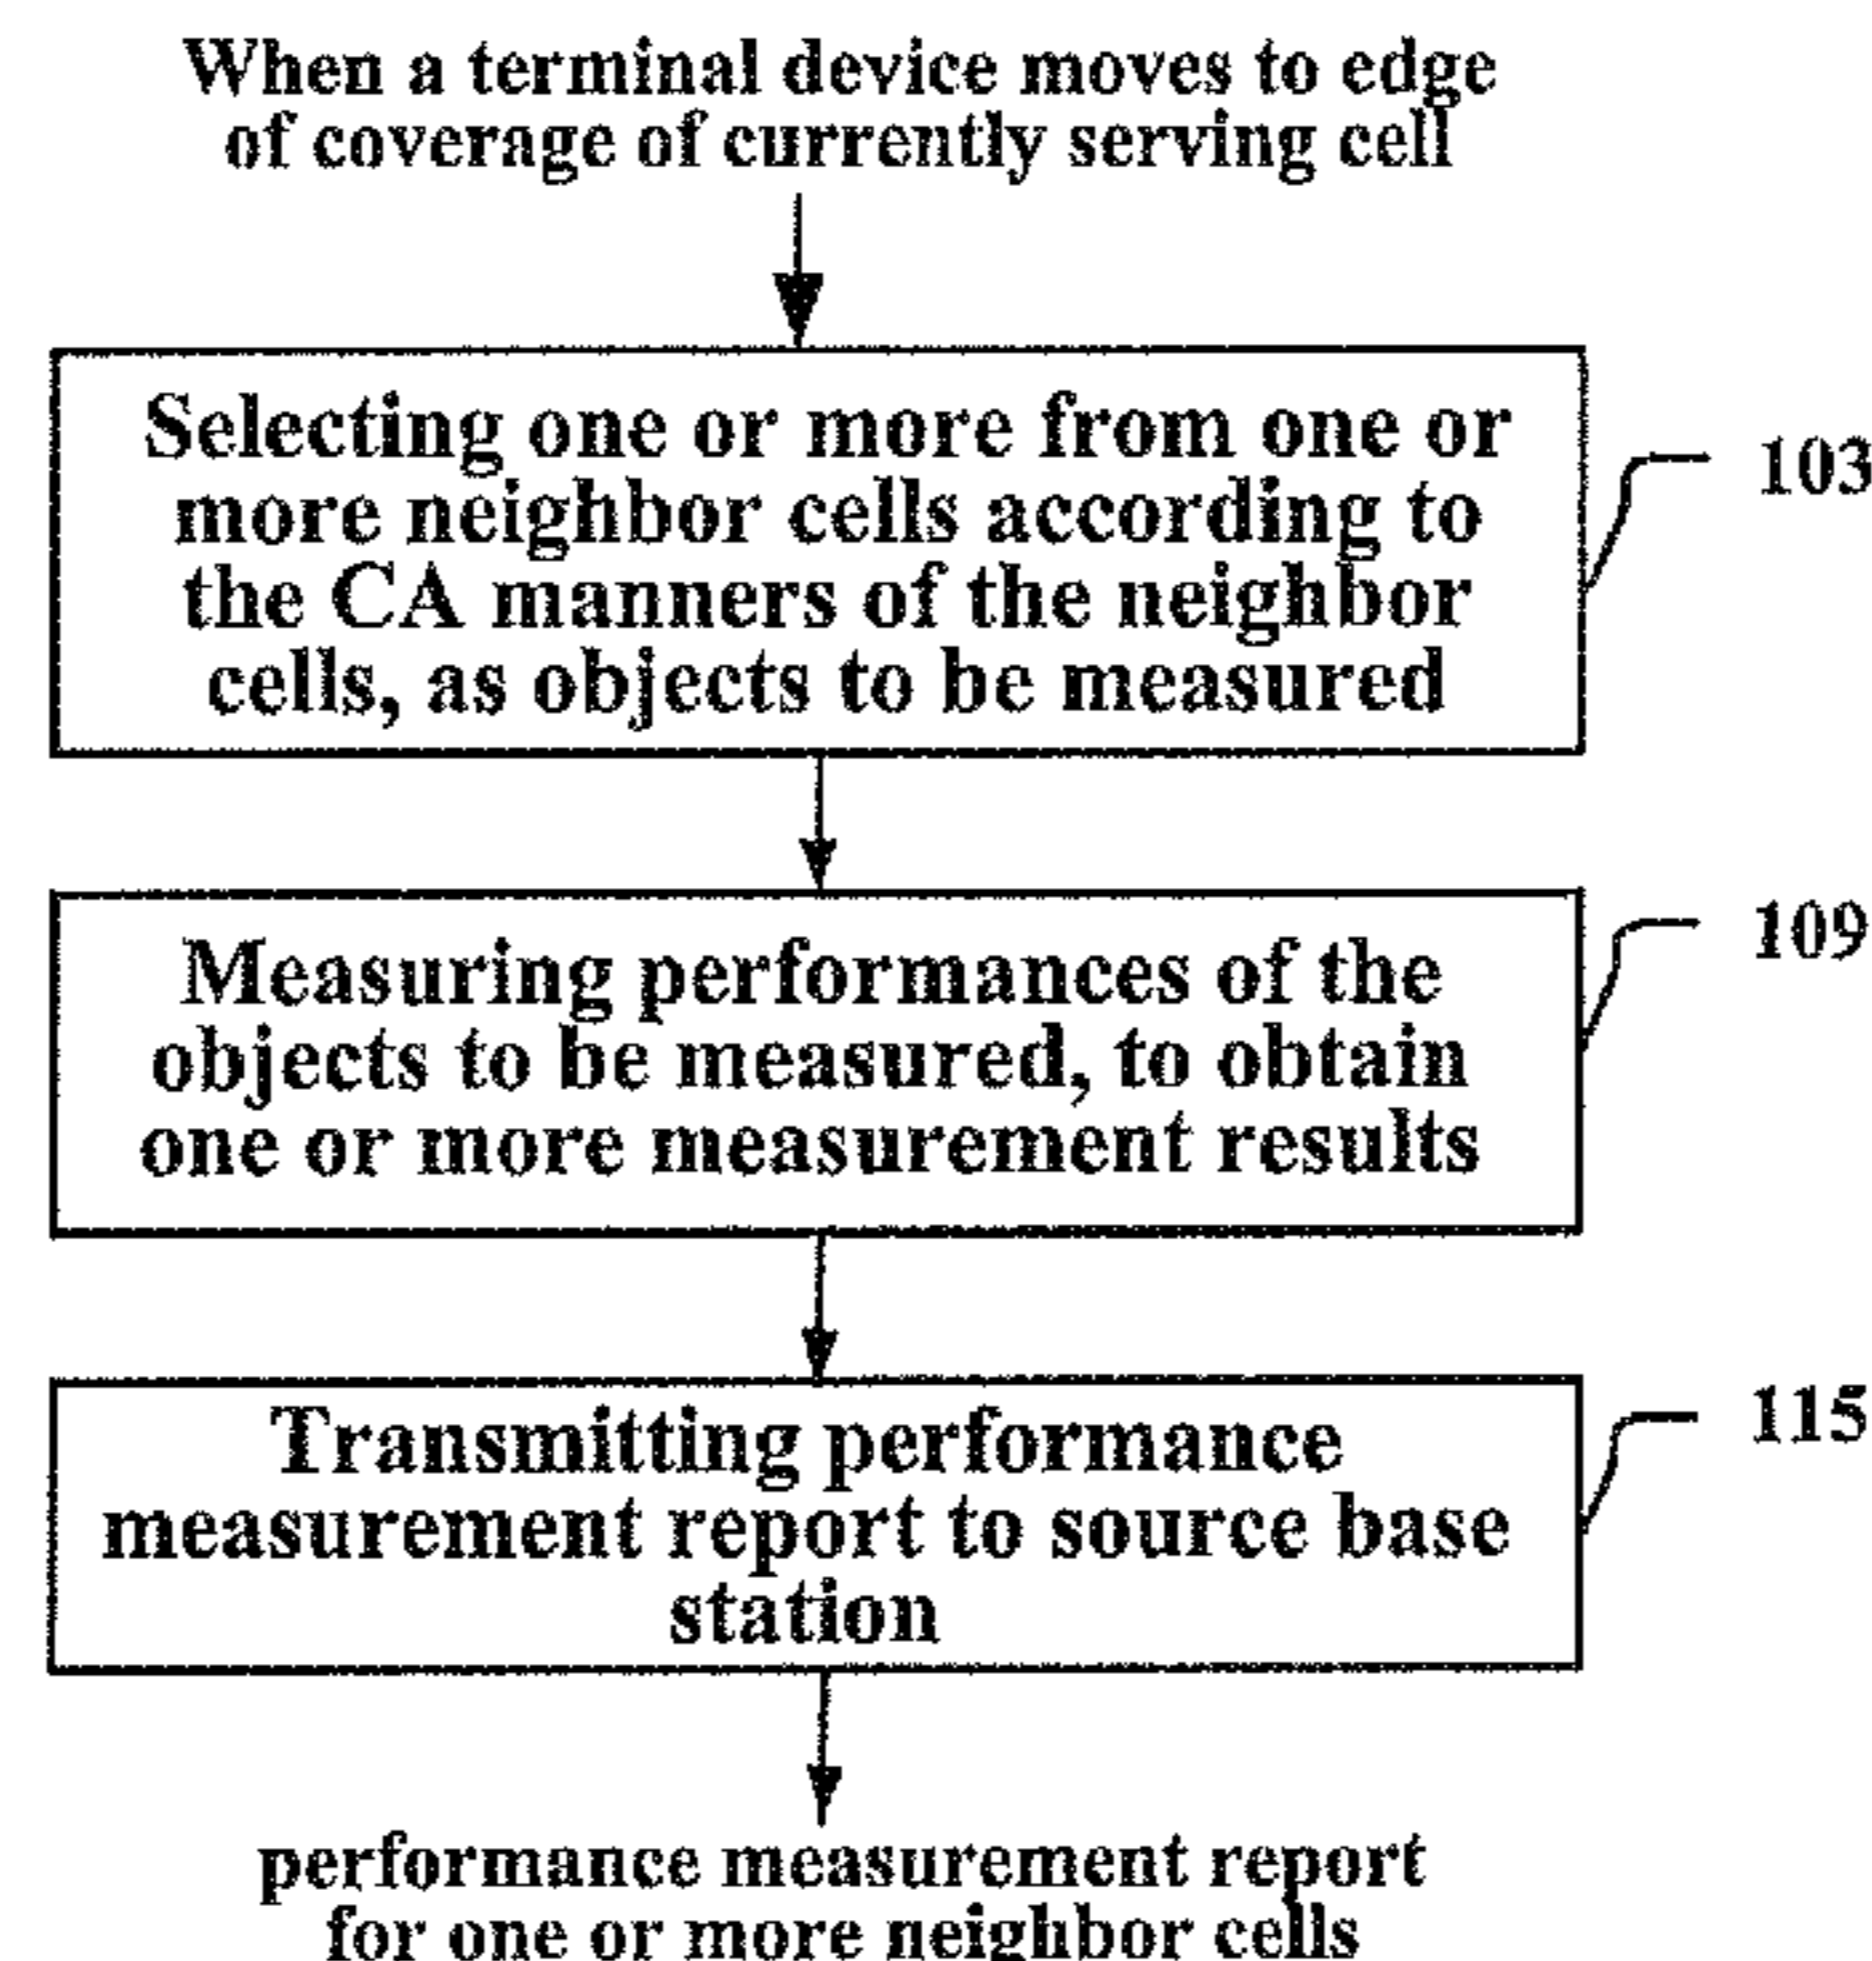 When a terminal device moves to edge
of coverage of currently serving cell
Selecting one or more from one or
more neighbor cells according to
the CA manners of the neighbor
cells, as objects to be measured
103
Measuring performances of the
objects to be measured, to obtain
one or more measurement results
109
Transmitting performance
measurement report to source base
station
115
performance measurement report
for one or more neighbor cells